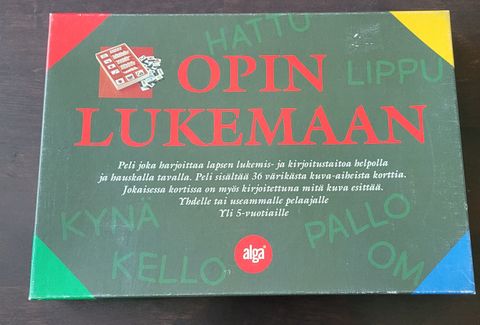 HATTU
LIPPU
OPIN
LUKEMAAN
Peli joka harjoittaa lapsen lukemis- ja kirjoitustaitoa helpolla
ja hauskalla tavalla. Peli sisältää 36 värikästä kuva-aiheista korttia.
Jokaisessa kortissa on myös kirjoitettuna mitä kuva esittää.
Yhdelle tai useammalle pelaajalle
Yli 5-vuotiaille
KYNÄ
PALLO
KELLO
alga
OM